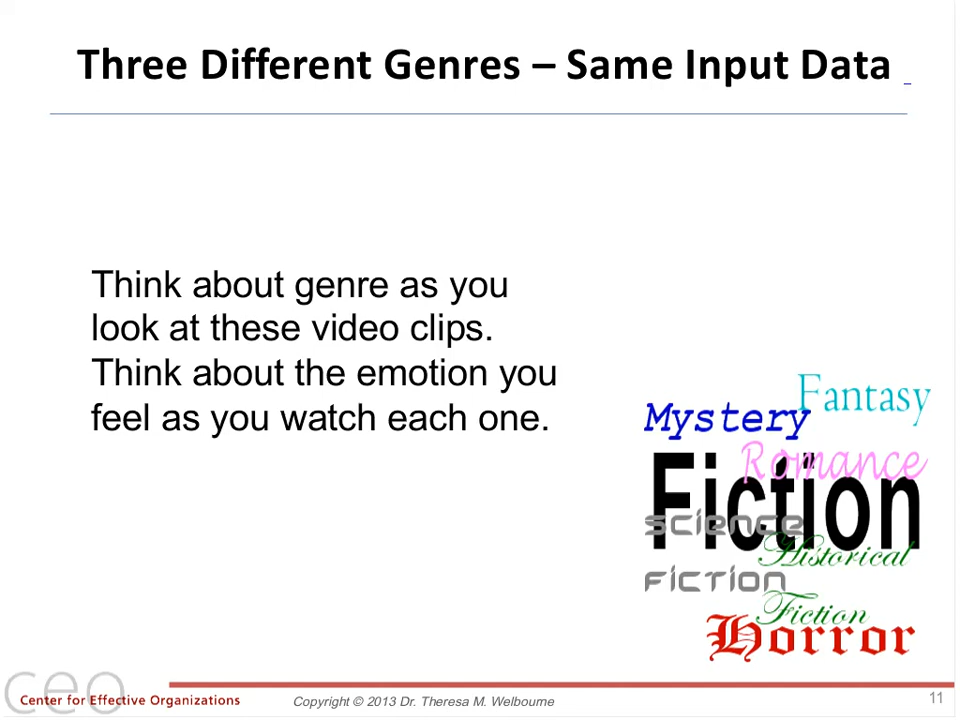 Three Different Genres – Same Input Data
Think about genre as you
look at these video clips.
Think about the emotion you
feel as you watch each one.
Fantasy
Mystery
Romance
Fiction
Science
Fiction
Historical
Fiction
Horror
ceo
Center for Effective Organizations
Copyright © 2013 Dr. Theresa M. Welbourne
11